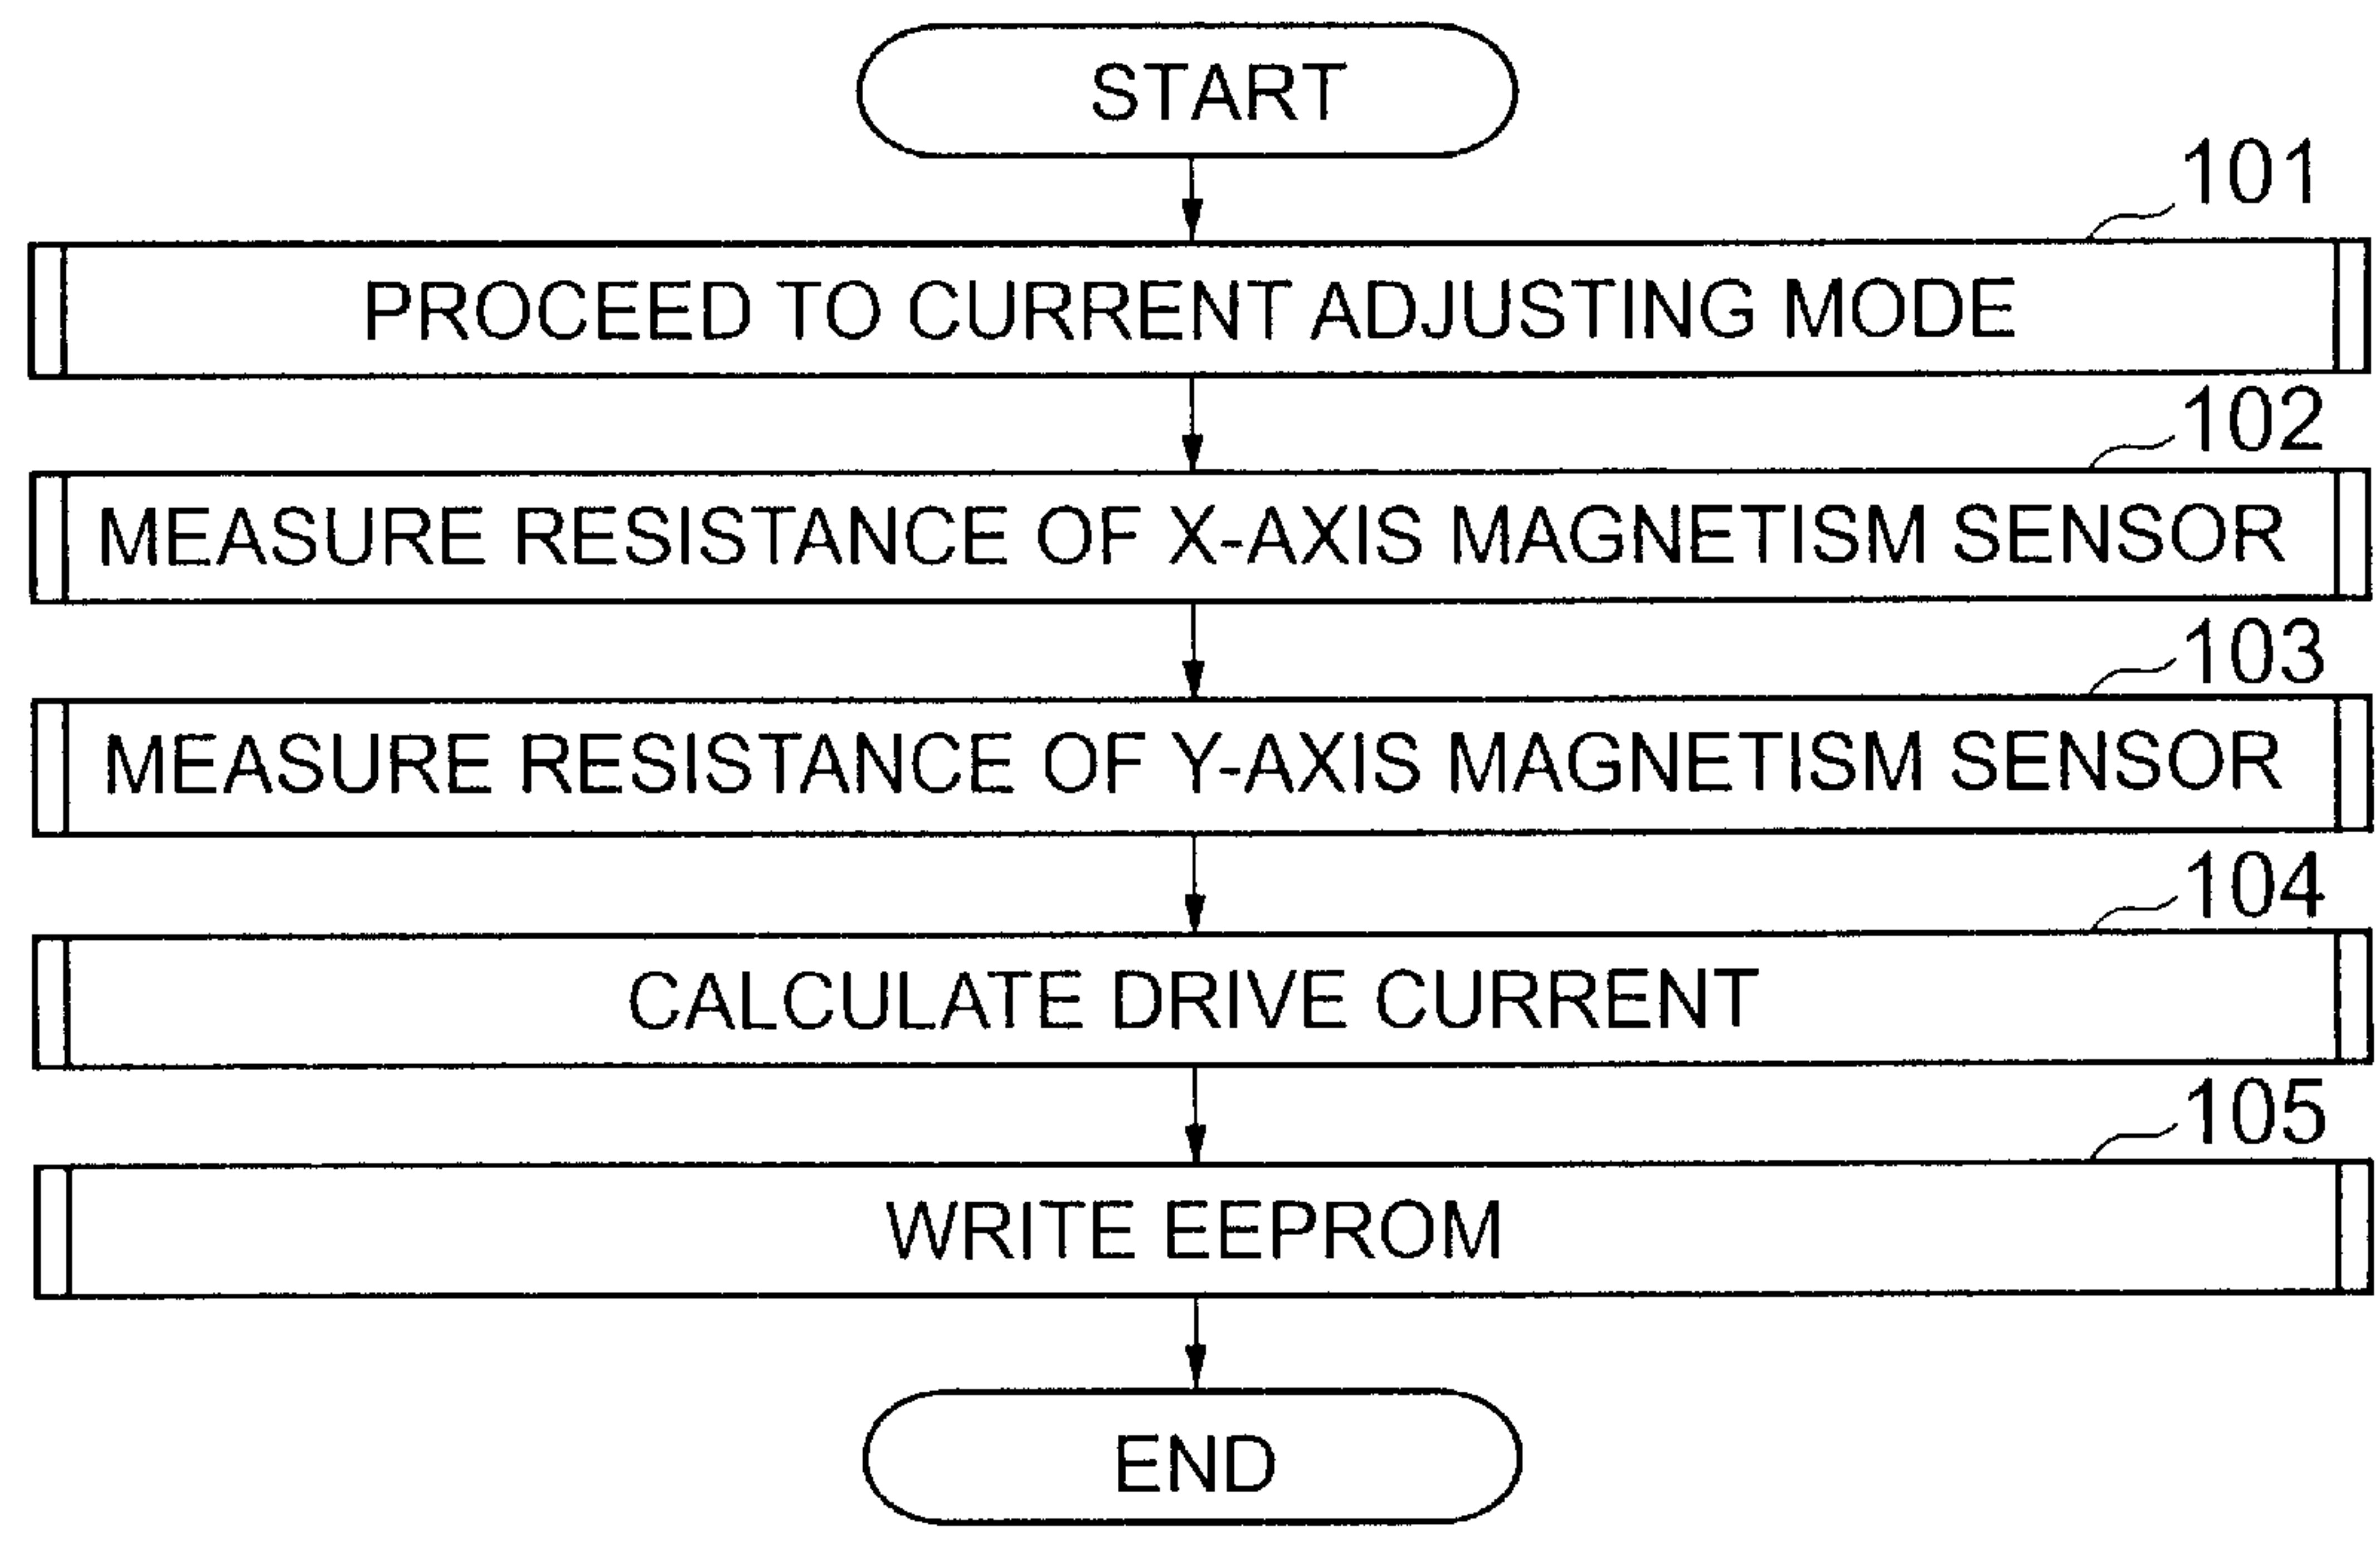 START
101
PROCEED TO CURRENT ADJUSTING MODE
102
MEASURE RESISTANCE OF X-AXIS MAGNETISM SENSOR
103
MEASURE RESISTANCE OF Y-AXIS MAGNETISM SENSOR
104
CALCULATE DRIVE CURRENT
105
WRITE EEPROM
END